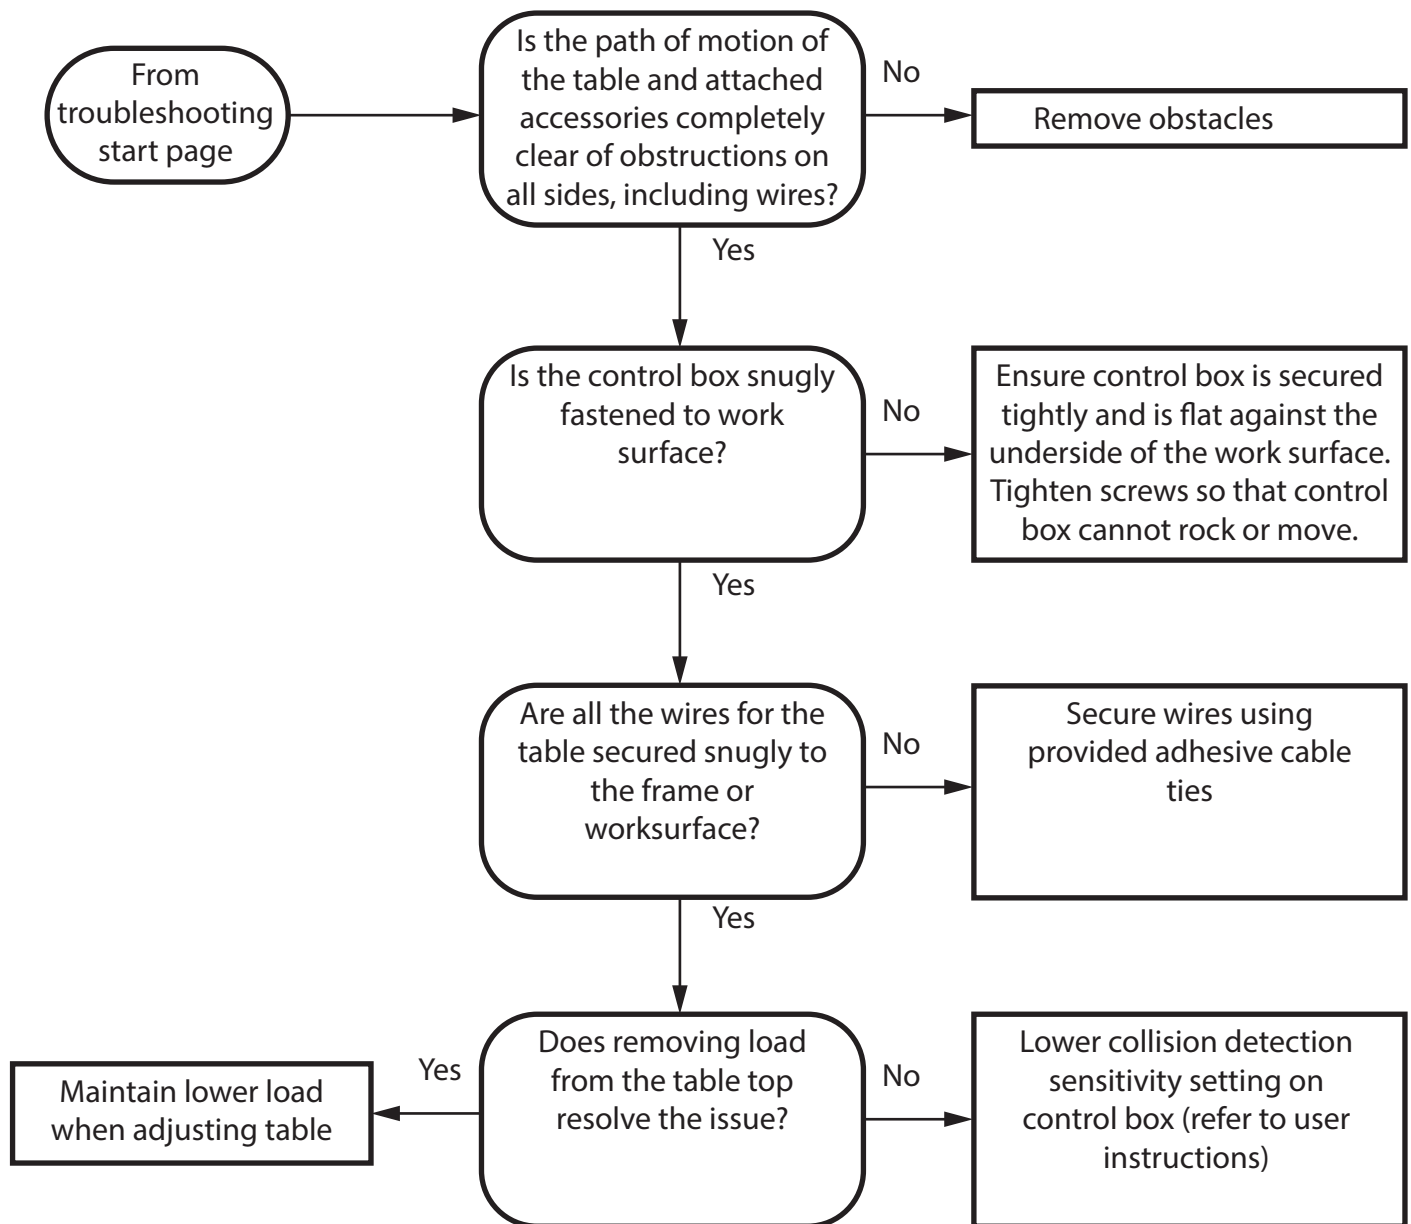 From
troubleshooting
start page
Is the path of motion of
the table and attached
accessories completely
clear of obstructions on
all sides, including wires?
No
Remove obstacles
Yes
Is the control box snugly
fastened to work
surface?
No
Ensure control box is secured
tightly and is flat against the
underside of the work surface.
Tighten screws so that control
box cannot rock or move.
Yes
Are all the wires for the
table secured snugly to
the frame or
worksurface?
No
Secure wires using
provided adhesive cable
ties
Yes
Does removing load
from the table top
resolve the issue?
Yes
Maintain lower load
when adjusting table
No
Lower collision detection
sensitivity setting on
control box (refer to user
instructions)